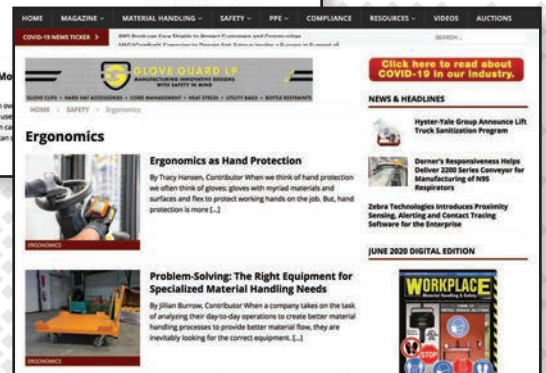 HOME MAGAZINE MATERIAL HANDLING SAFETY PPE COMPLIANCE RESOURCES VIDEOS AUCTIONS
COVID-19 NEWS TICKER >
SEARCH...
GLOVE GUARD LP
MANUFACTURING INNOVATIVE DESIGNS
WITH SAFETY IN MIND
GLOVE CLIPS • HARD HAT ACCESSORIES • CORD MANAGEMENT • HEAT STRESS • UTILITY BAGS • BOTTLE RESTRAINTS
Click here to read about
COVID-19 in our industry.
HOME > SAFETY > Ergonomics
Ergonomics
ERGONOMICS
Ergonomics as Hand Protection
By Tracy Hansen, Contributor When we think of hand protection
we often think of gloves: gloves with myriad materials and
surfaces and flex to protect working hands on the job. But, hand
protection is more [...]
ERGONOMICS
Problem-Solving: The Right Equipment for
Specialized Material Handling Needs
By Jillian Burrow, Contributor When a company takes on the task
of analyzing their day-to-day operations to create better material
handling processes to provide better material flow, they are
inevitably looking for the correct equipment. [...]
NEWS & HEADLINES
Hyster-Yale Group Announce Lift
Truck Sanitization Program
Dorner's Responsiveness Helps
Deliver 2200 Series Conveyor for
Manufacturing of N95
Respirators
Zebra Technologies Introduces Proximity
Sensing, Alerting and Contact Tracing
Software for the Enterprise
JUNE 2020 DIGITAL EDITION
WORKPLACE
Material Handling & Safety
STOP